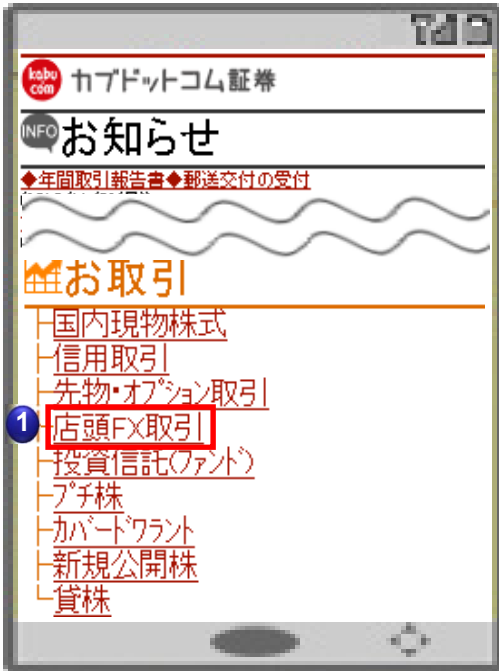 kabu.com カブドットコム証券
INFO お知らせ
◆年間取引報告書◆郵送交付の受付
お取引
国内現物株式
信用取引
先物・オプション取引
1 店頭FX取引
投資信託(ファンド)
プチ株
カバードワラント
新規公開株
貸株